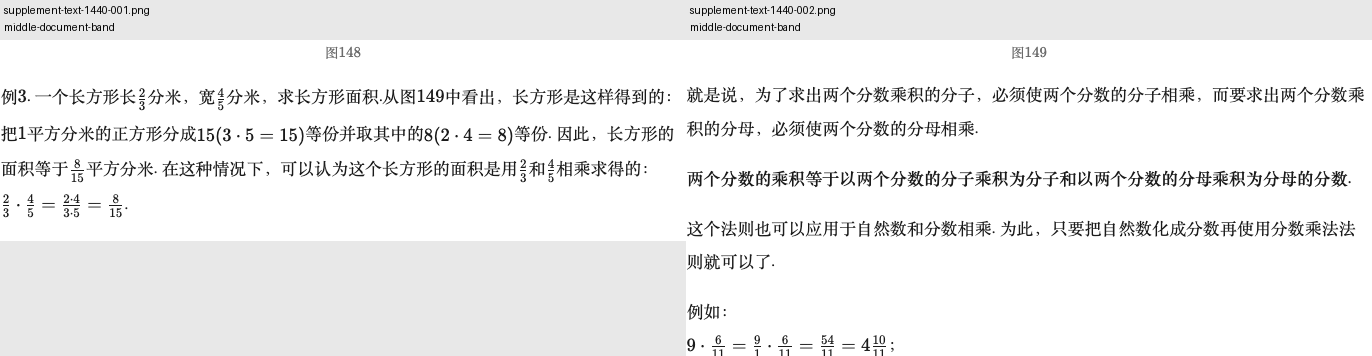 supplement-text-1440-001.png
middle-document-band
图148
例3. 一个长方形长2/3分米，宽4/5分米，求长方形面积.从图149中看出，长方形是这样得到的：
把1平方分米的正方形分成15(3 · 5 = 15)等份并取其中的8(2 · 4 = 8)等份. 因此，长方形的
面积等于8/15平方分米. 在这种情况下，可以认为这个长方形的面积是用2/3和4/5相乘求得的：
2/3 · 4/5 = 2·4/3·5 = 8/15.
supplement-text-1440-002.png
middle-document-band
图149
就是说，为了求出两个分数乘积的分子，必须使两个分数的分子相乘，而要求出两个分数乘
积的分母，必须使两个分数的分母相乘.
两个分数的乘积等于以两个分数的分子乘积为分子和以两个分数的分母乘积为分母的分数.
这个法则也可以应用于自然数和分数相乘. 为此，只要把自然数化成分数再使用分数乘法法
则就可以了.
例如：
9 · 6/11 = 9/1 · 6/11 = 54/11 = 4 10/11；